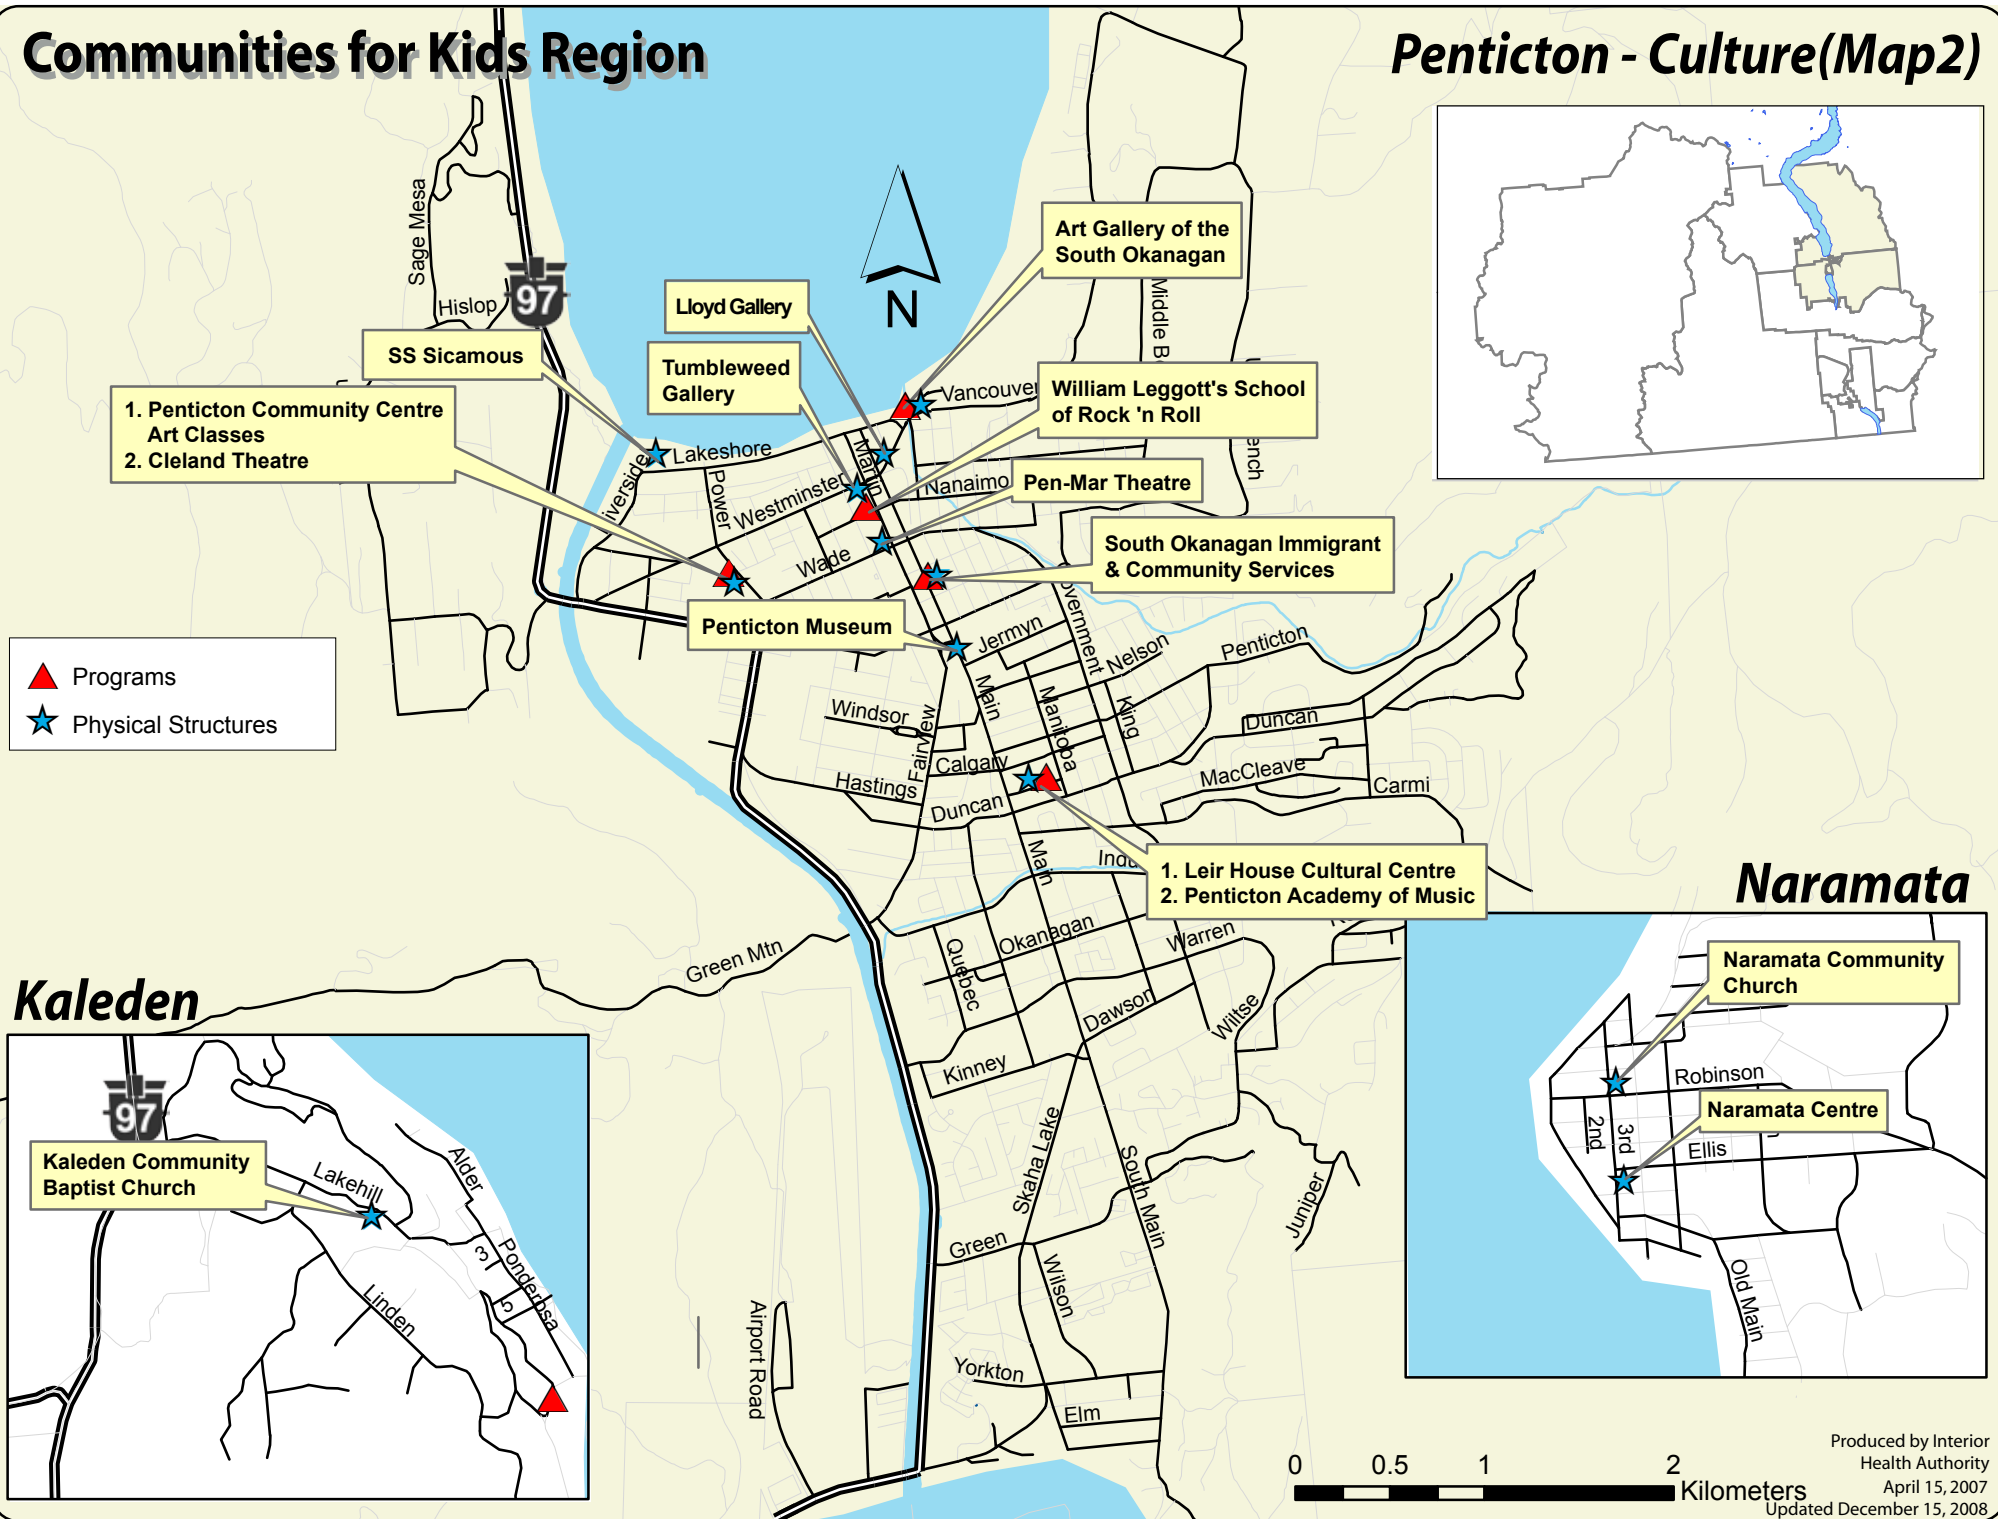 Communities for Kids Region
Penticton - Culture(Map2)
Sage Mesa
Hislop
97
N
Art Gallery of the
South Okanagan
Lloyd Gallery
Middle
SS Sicamous
Tumbleweed
Gallery
William Leggott's School
of Rock 'n Roll
Vancouver
1. Penticton Community Centre
Art Classes
2. Cleland Theatre
Lakeshore
Martin
Power
Westminster
Nanaimo
Pen-Mar Theatre
Wade
South Okanagan Immigrant
& Community Services
Penticton Museum
Jermyn
Nelson
Penticton
Programs
Physical Structures
Main
Manitoba
King
Windsor
Fairview
Duncan
Calgary
Hastings
MacCleave
Carmi
Duncan
Main
1. Leir House Cultural Centre
2. Penticton Academy of Music
Okanagan
Warren
Quebec
Green Mtn
Dawson
Wiltse
Kinney
Skaha Lake
South Main
Juniper
Green
Wilson
Airport Road
Yorkton
Elm
Kaleden
97
Kaleden Community
Baptist Church
Lakehill
Alder
3
Ponderosa
5
Linden
Naramata
Naramata Community
Church
Robinson
Naramata Centre
2nd
3rd
Ellis
Old Main
0 0.5 1 2
Kilometers
Produced by Interior
Health Authority
April 15, 2007
Updated December 15, 2008